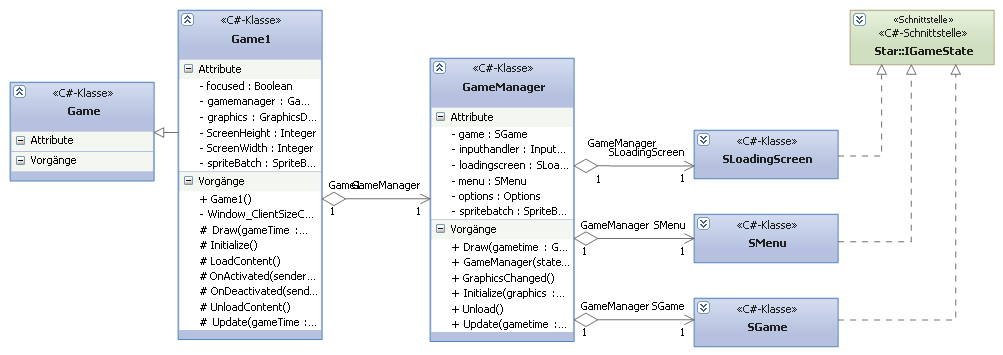 «C#-Klasse»
Game
Attribute
Vorgänge
«C#-Klasse»
Game1
Attribute
- focused : Boolean
- gamemanager : Ga...
- graphics : GraphicsD...
- ScreenHeight : Integer
- ScreenWidth : Integer
- spriteBatch : SpriteB...
Vorgänge
+ Game1()
- Window_ClientSizeC...
# Draw(gameTime :...
# Initialize()
# LoadContent()
# OnActivated(sender...
# OnDeactivated(send...
# UnloadContent()
# Update(gameTime :...
Game1
GameManager
1
1
«C#-Klasse»
GameManager
Attribute
- game : SGame
- inputhandler : Input...
- loadingscreen : SLoa...
- menu : SMenu
- options : Options
- spritebatch : SpriteB...
Vorgänge
+ Draw(gametime : G...
+ GameManager(state...
+ GraphicsChanged()
+ Initialize(graphics :...
+ Unload()
+ Update(gametime :...
GameManager
SLoadingScreen
1
1
«C#-Klasse»
SLoadingScreen
GameManager SMenu
1
1
«C#-Klasse»
SMenu
GameManager SGame
1
1
«C#-Klasse»
SGame
«Schnittstelle»
«C#-Schnittstelle»
Star::IGameState